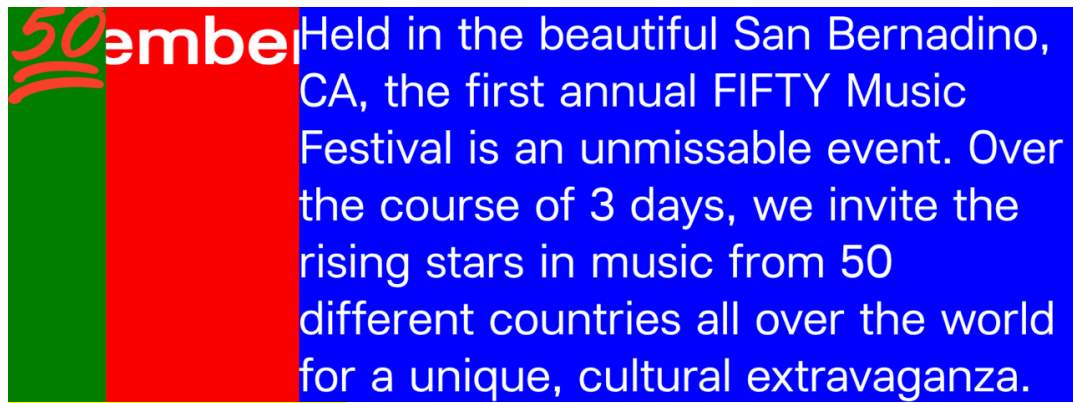 50
ember
Held in the beautiful San Bernadino,
CA, the first annual FIFTY Music
Festival is an unmissable event. Over
the course of 3 days, we invite the
rising stars in music from 50
different countries all over the world
for a unique, cultural extravaganza.